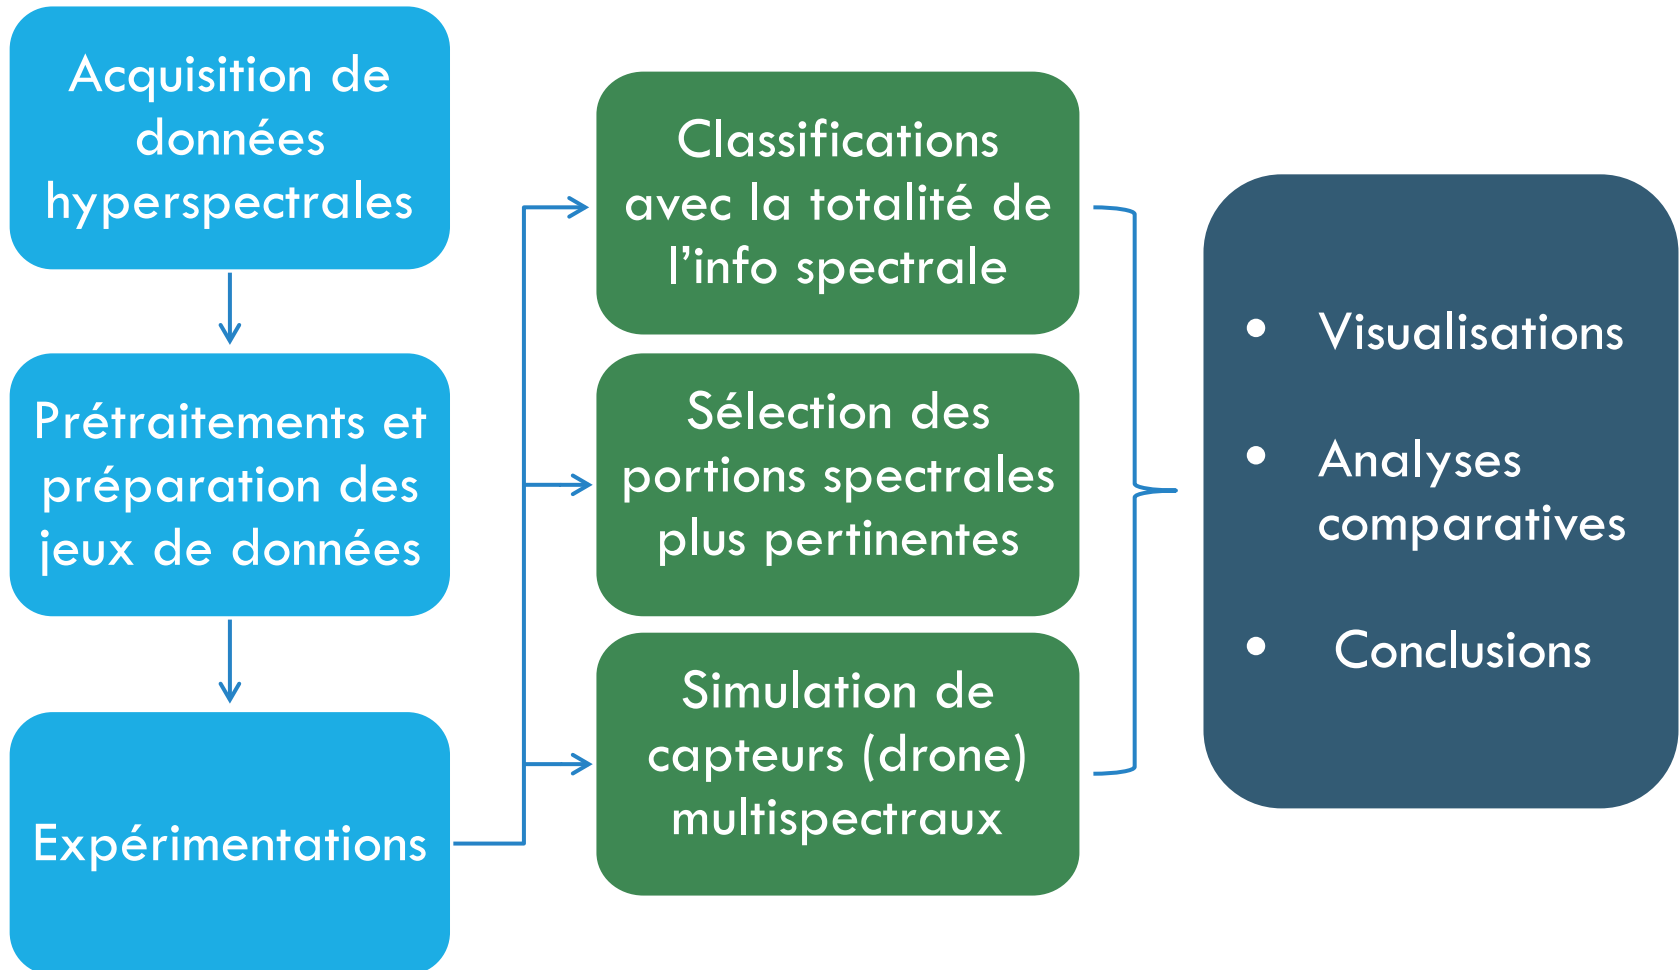 Acquisition de
données
hyperspectrales
Prétraitements et
préparation des
jeux de données
Expérimentations
Classifications
avec la totalité de
l’info spectrale
Sélection des
portions spectrales
plus pertinentes
Simulation de
capteurs (drone)
multispectraux
• Visualisations
• Analyses
comparatives
• Conclusions